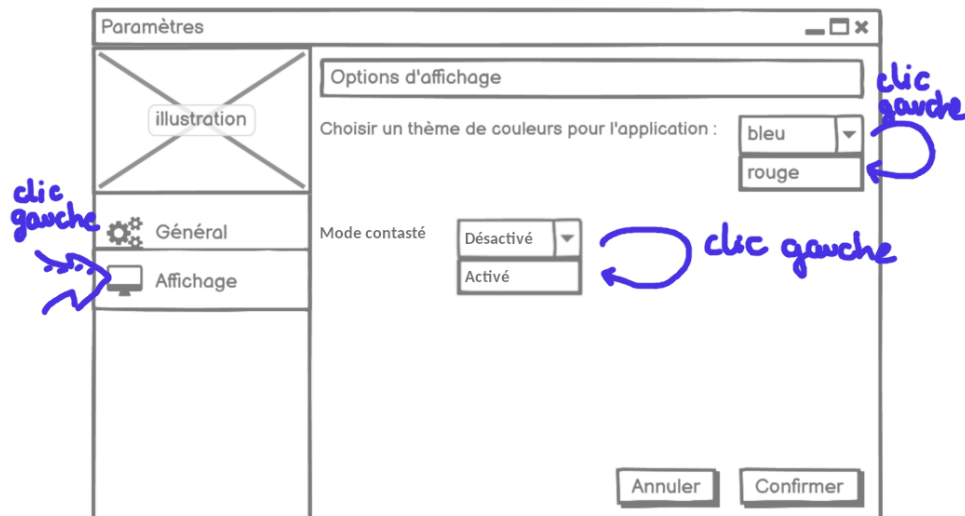 Paramètres
illustration
Options d'affichage
clic
gauche
Choisir un thème de couleurs pour l'application :
bleu
rouge
clic
gauche
Général
Mode contasté
Désactivé
Activé
clic gauche
Affichage
Annuler
Confirmer